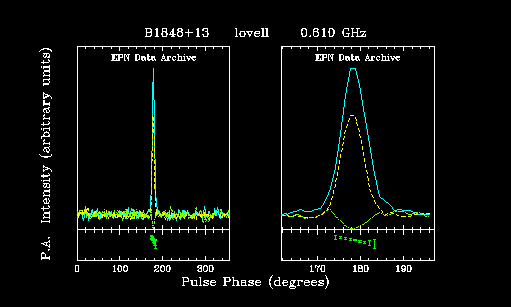 B1848+13 lovell 0.610 GHz
EPN Data Archive EPN Data Archive
P.A. Intensity (arbitrary units)
0 100 200 300 170 180 190
Pulse Phase (degrees)